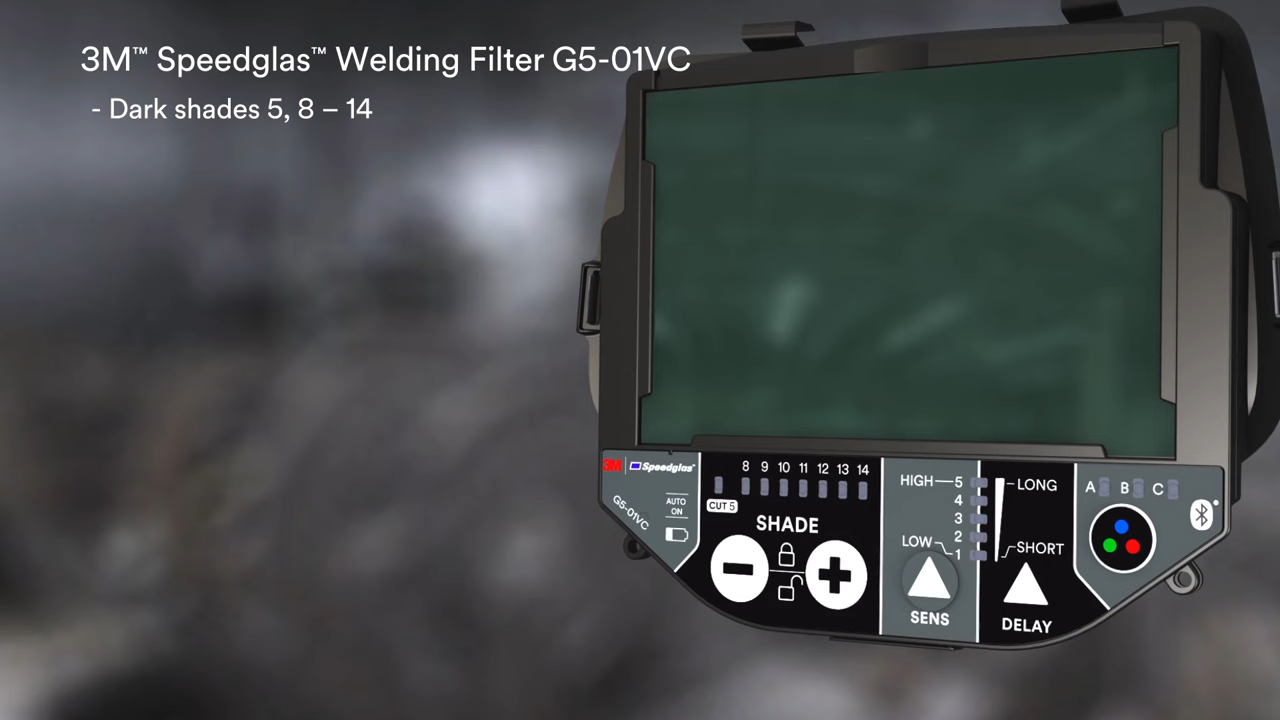 3M™ Speedglas™ Welding Filter G5-01VC
- Dark shades 5, 8 – 14
3M Speedglas™
G5-01VC
AUTO
ON
8 9 10 11 12 13 14
CUT 5
SHADE
HIGH 5
4
3
2
LOW 1
SENS
LONG
SHORT
DELAY
A B C